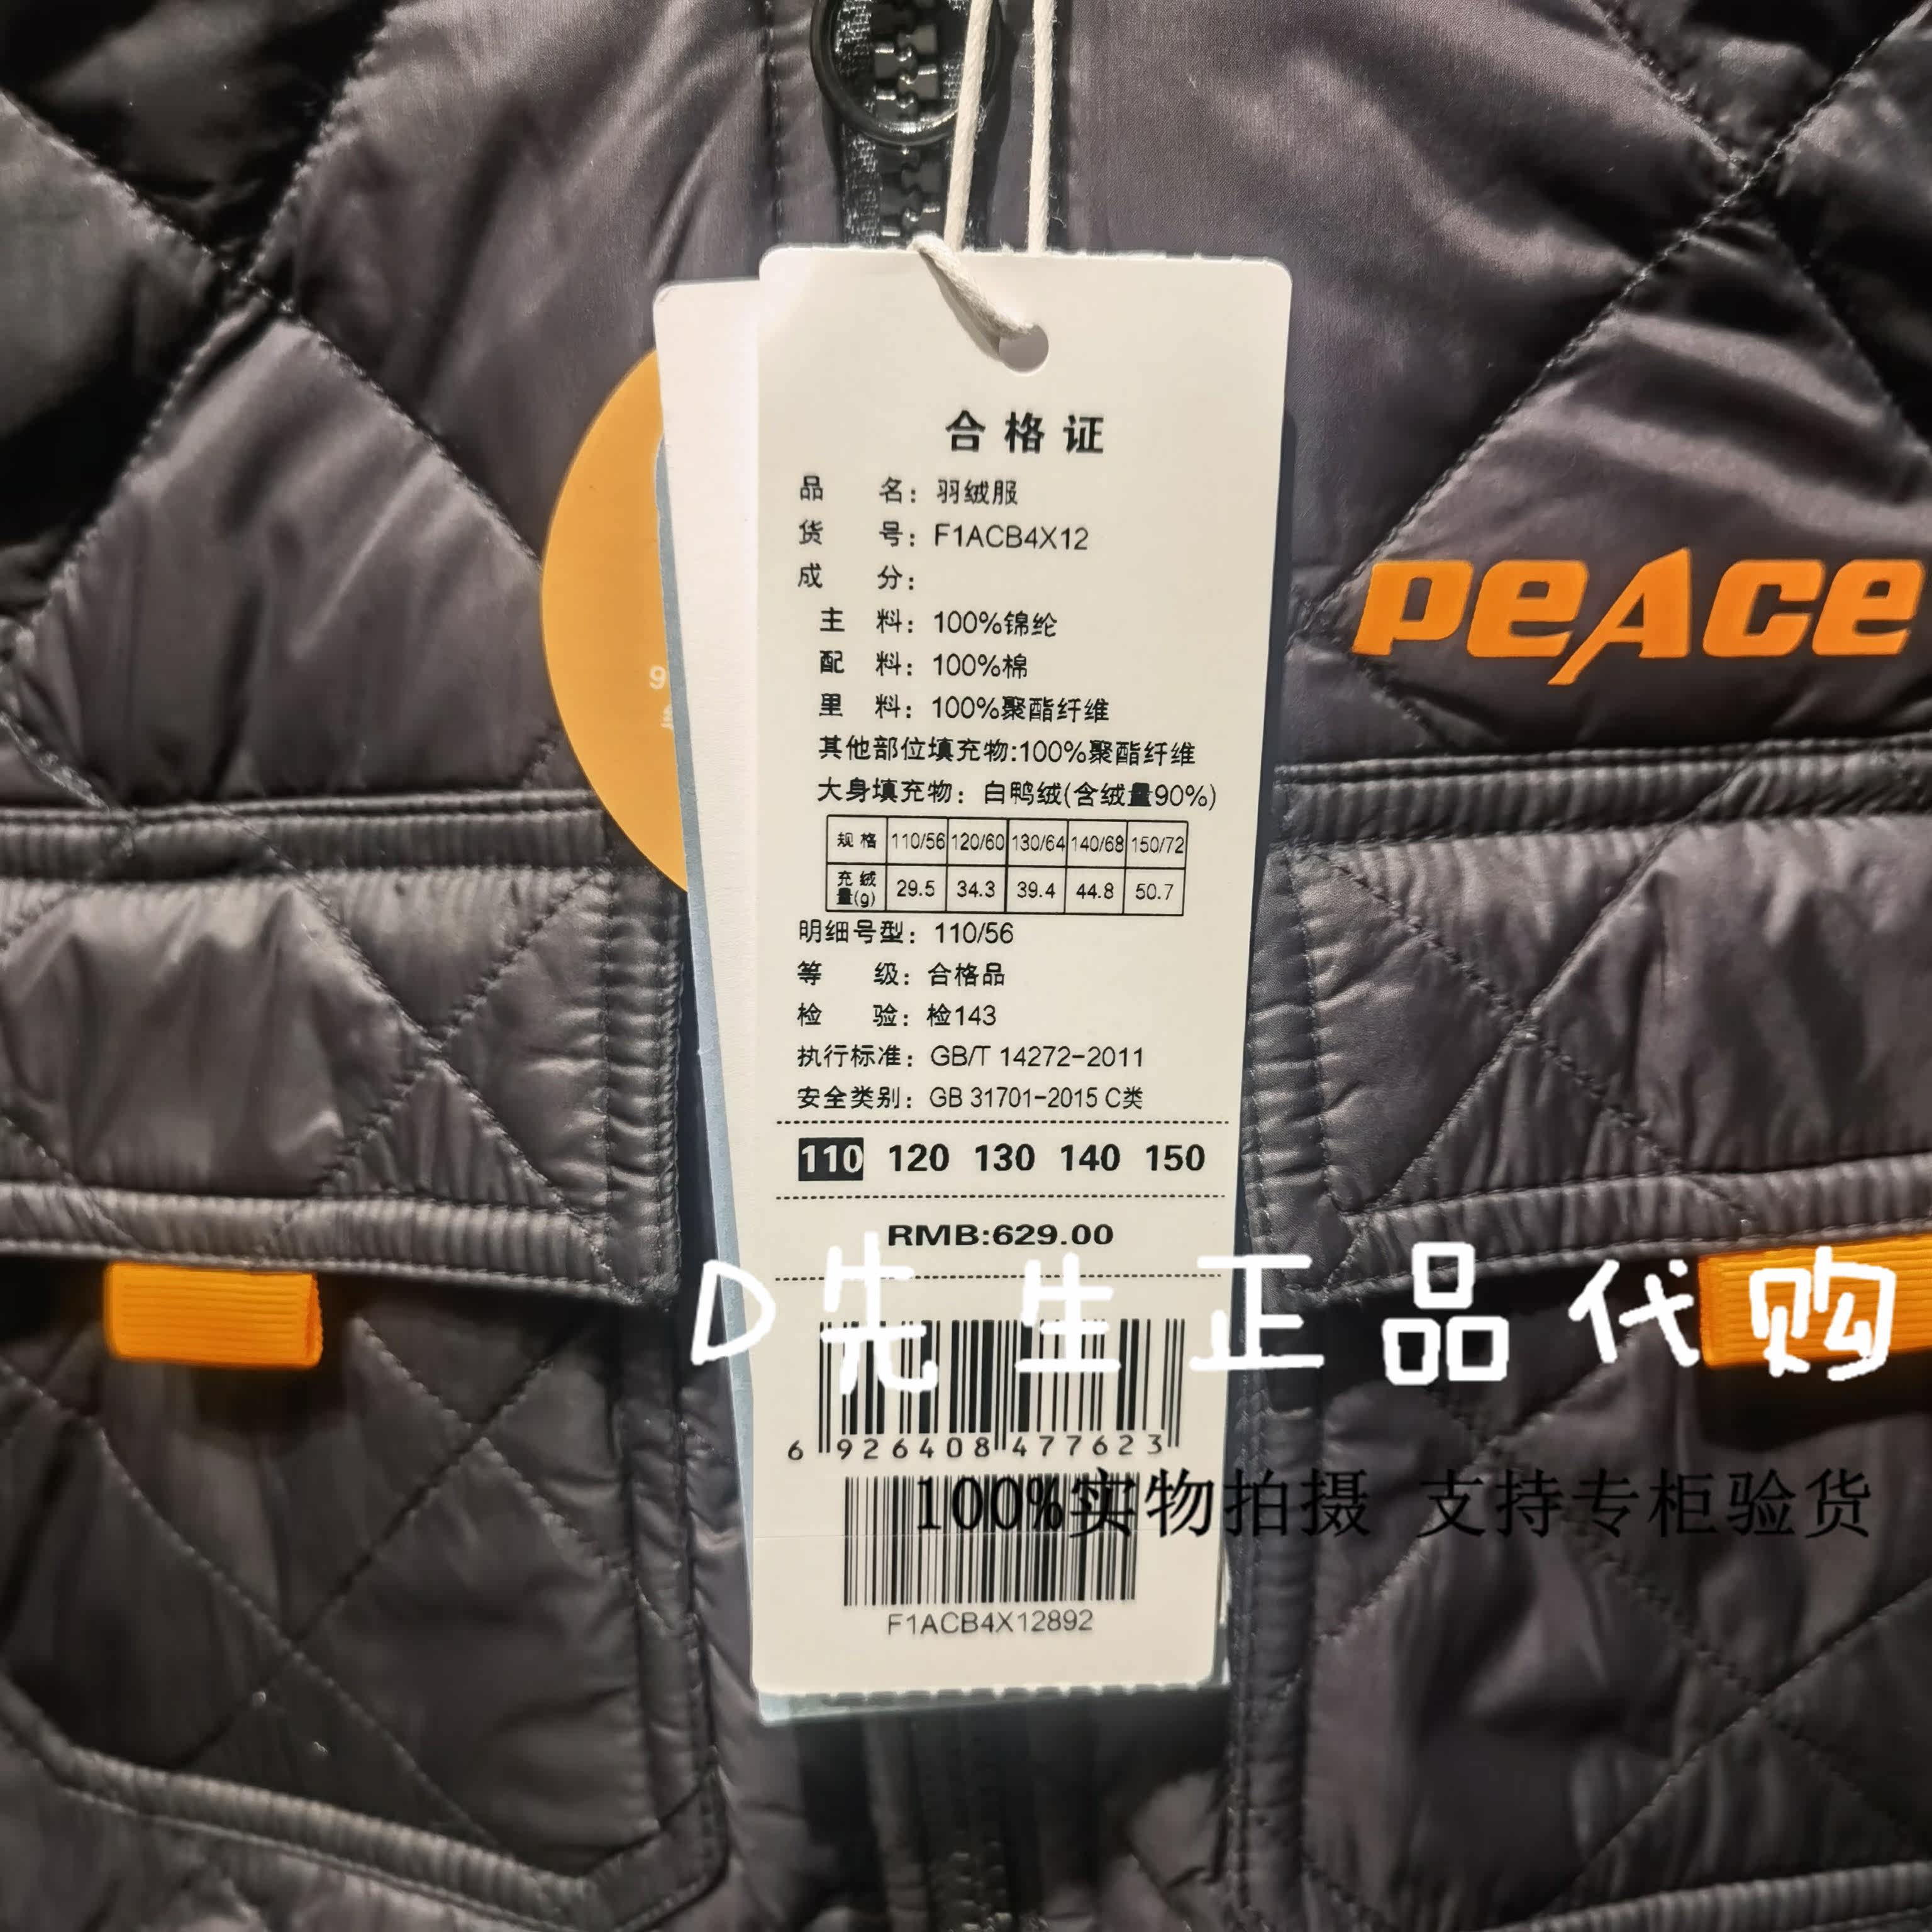 合格证
品 名：羽绒服
货 号：F1ACB4X12
成 分：
主 料：100%锦纶
配 料：100%棉
里 料：100%聚酯纤维
其他部位填充物:100%聚酯纤维
大身填充物：白鸭绒(含绒量90%)
规格 110/56 120/60 130/64 140/68 150/72
充绒量(g) 29.5 34.3 39.4 44.8 50.7
明细号型：110/56
等 级：合格品
检 验：检143
执行标准：GB/T 14272-2011
安全类别：GB 31701-2015 C类
110 120 130 140 150
RMB:629.00
D先生正品代购
6 926408 477623
100%实物拍摄 支持专柜验货
F1ACB4X12892
PEACE
9